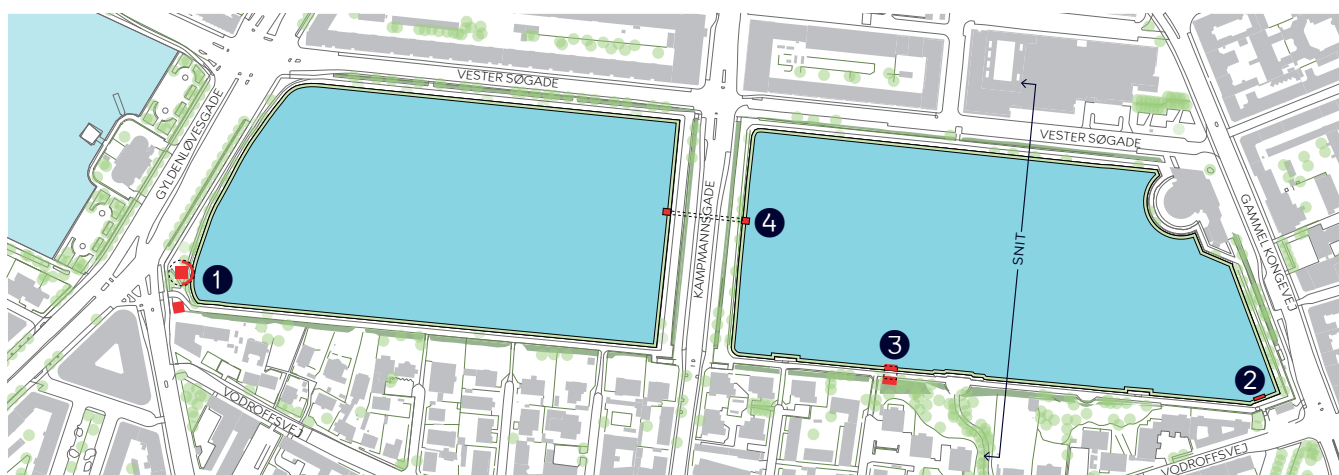 VESTER SØGADE
GYLDENLØVESGADE
VESTER SØGADE
KAMPMANNSGADE
4
SNIT
GAMMEL KONGEVEJ
1
3
2
VODROFFSVEJ
VODROFFSVEJ